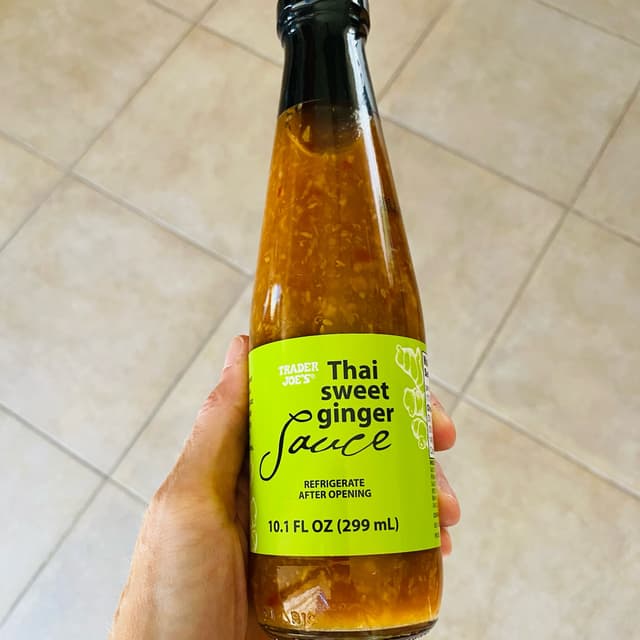 TRADER
JOE'S®
Thai
sweet
ginger
Sauce
REFRIGERATE
AFTER OPENING
10.1 FL OZ (299 mL)